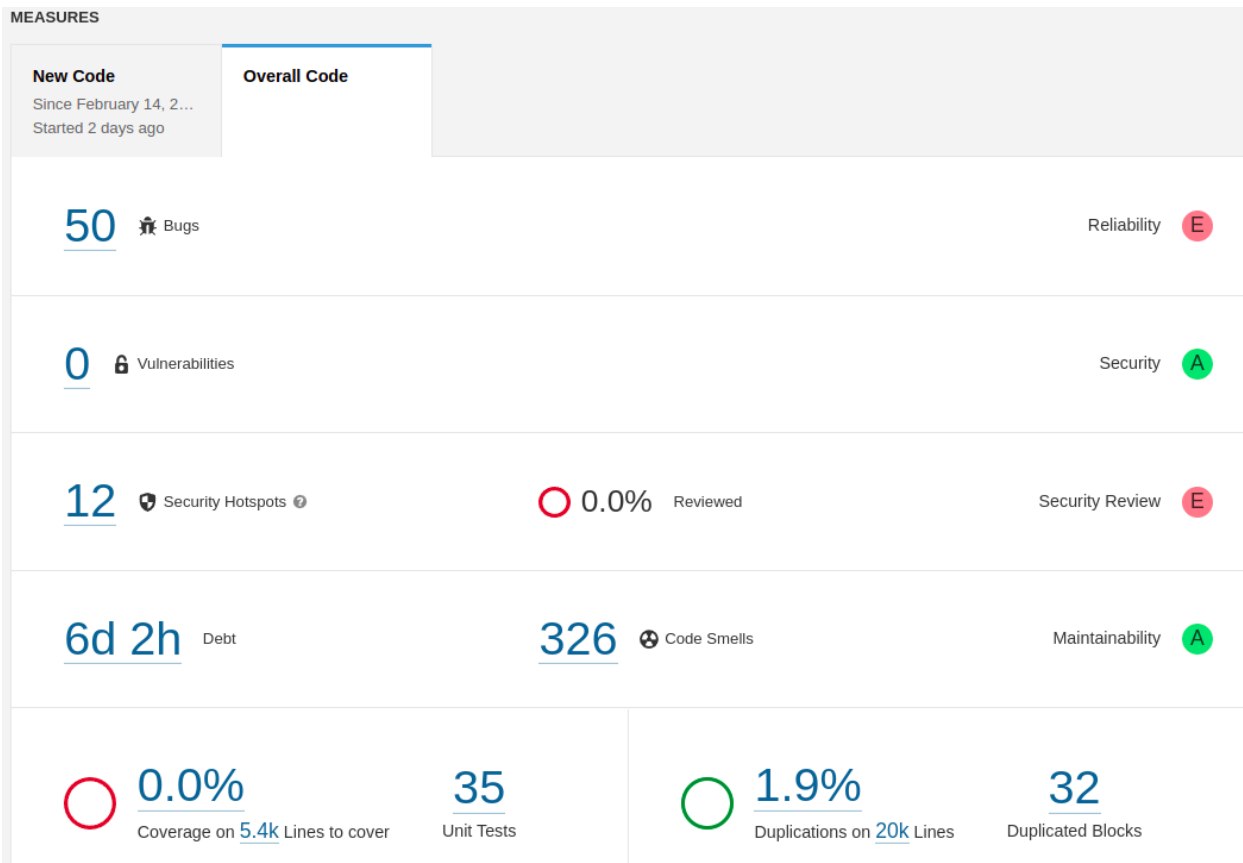 MEASURES
New Code
Since February 14, 2…
Started 2 days ago
Overall Code
50 Bugs Reliability E
0 Vulnerabilities Security A
12 Security Hotspots ? 0.0% Reviewed Security Review E
6d 2h Debt 326 Code Smells Maintainability A
0.0% 35 1.9% 32
Coverage on 5.4k Lines to cover Unit Tests Duplications on 20k Lines Duplicated Blocks